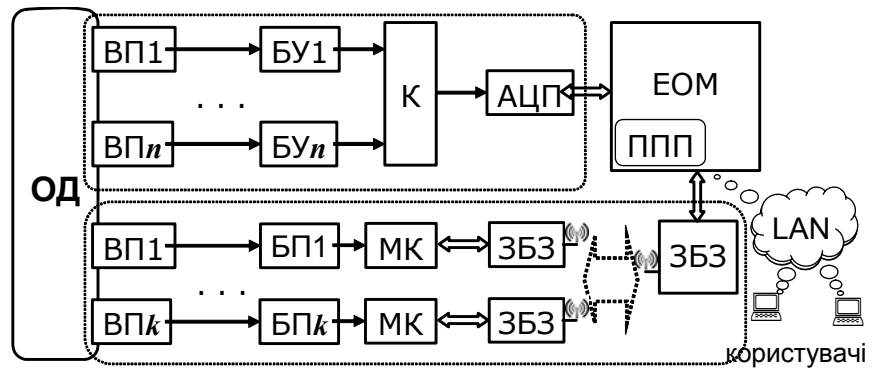 ОД
ВП1 БУ1
. . .
ВПn БУn
К
АЦП
ЕОМ
ППП
ВП1 БП1 МК ЗБЗ
. . .
ВПk БПk МК ЗБЗ
ЗБЗ
LAN
користувачі